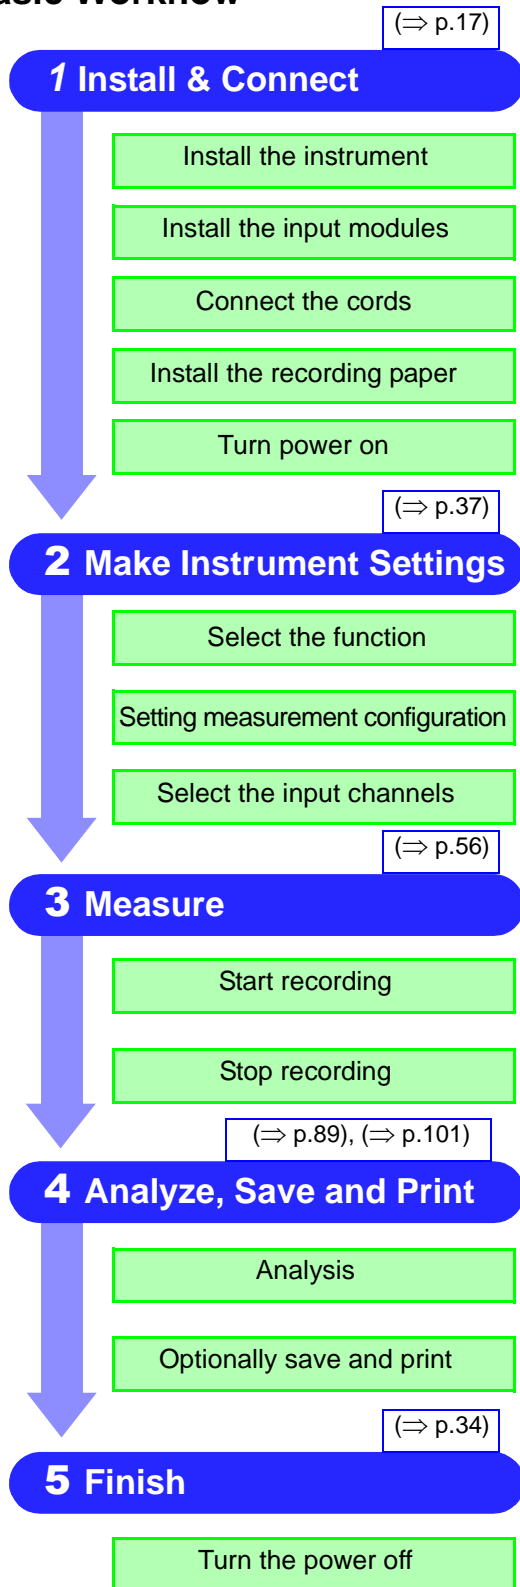 (⇒ p.17)
1 Install & Connect
Install the instrument
Install the input modules
Connect the cords
Install the recording paper
Turn power on
(⇒ p.37)
2 Make Instrument Settings
Select the function
Setting measurement configuration
Select the input channels
(⇒ p.56)
3 Measure
Start recording
Stop recording
(⇒ p.89), (⇒ p.101)
4 Analyze, Save and Print
Analysis
Optionally save and print
(⇒ p.34)
5 Finish
Turn the power off